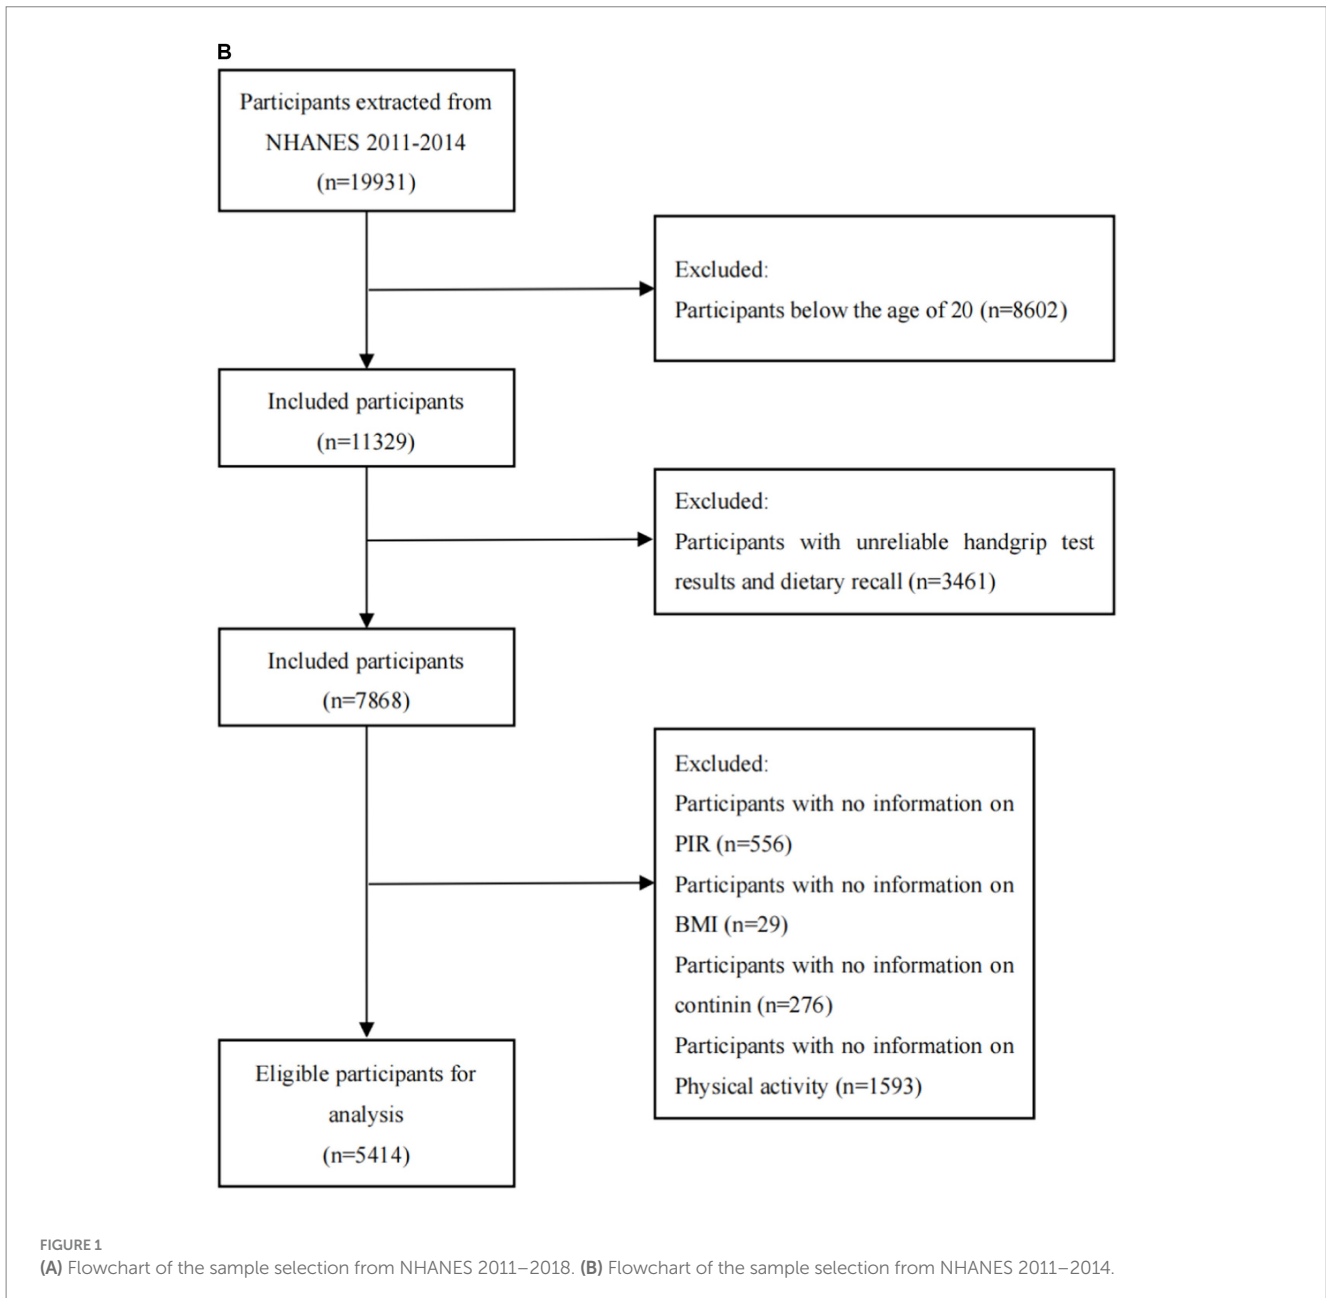 B
Participants extracted from
NHANES 2011-2014
(n=19931)
Excluded:
Participants below the age of 20 (n=8602)
Included participants
(n=11329)
Excluded:
Participants with unreliable handgrip test
results and dietary recall (n=3461)
Included participants
(n=7868)
Excluded:
Participants with no information on
PIR (n=556)
Participants with no information on
BMI (n=29)
Participants with no information on
continin (n=276)
Participants with no information on
Physical activity (n=1593)
Eligible participants for
analysis
(n=5414)
FIGURE 1
(A) Flowchart of the sample selection from NHANES 2011–2018. (B) Flowchart of the sample selection from NHANES 2011–2014.